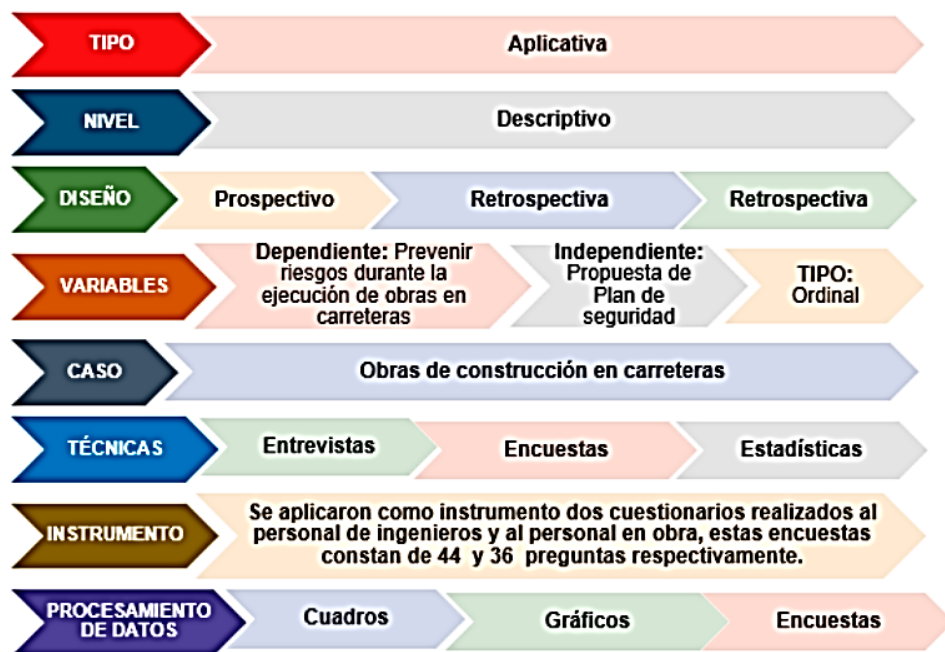 TIPO
Aplicativa
NIVEL
Descriptivo
DISEÑO
Prospectivo
Retrospectiva
Retrospectiva
VARIABLES
Dependiente: Prevenir
riesgos durante la
ejecución de obras en
carreteras
Independiente:
Propuesta de
Plan de
seguridad
TIPO:
Ordinal
CASO
Obras de construcción en carreteras
TÉCNICAS
Entrevistas
Encuestas
Estadísticas
INSTRUMENTO
Se aplicaron como instrumento dos cuestionarios realizados al
personal de ingenieros y al personal en obra, estas encuestas
constan de 44 y 36 preguntas respectivamente.
PROCESAMIENTO
DE DATOS
Cuadros
Gráficos
Encuestas